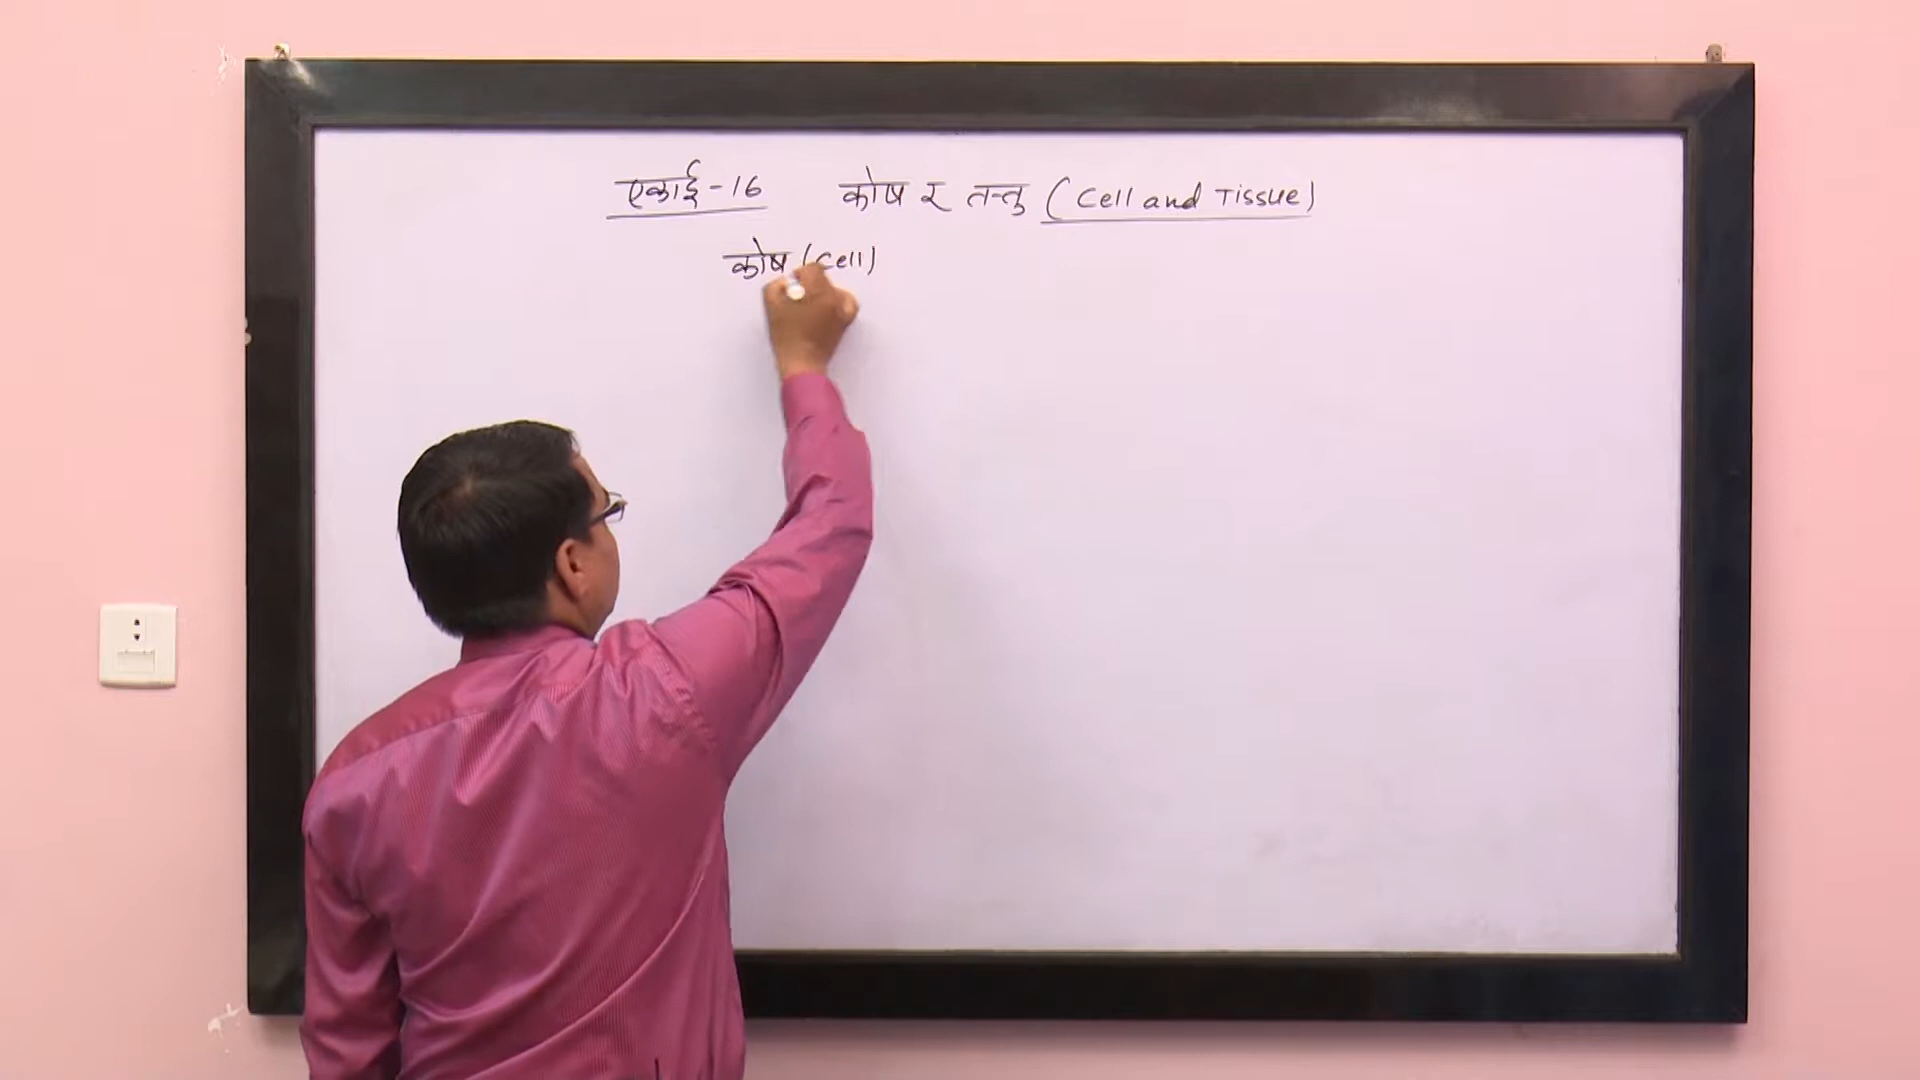 एकाई-16 कोष र तन्तु (Cell and Tissue)
कोष (Cell)